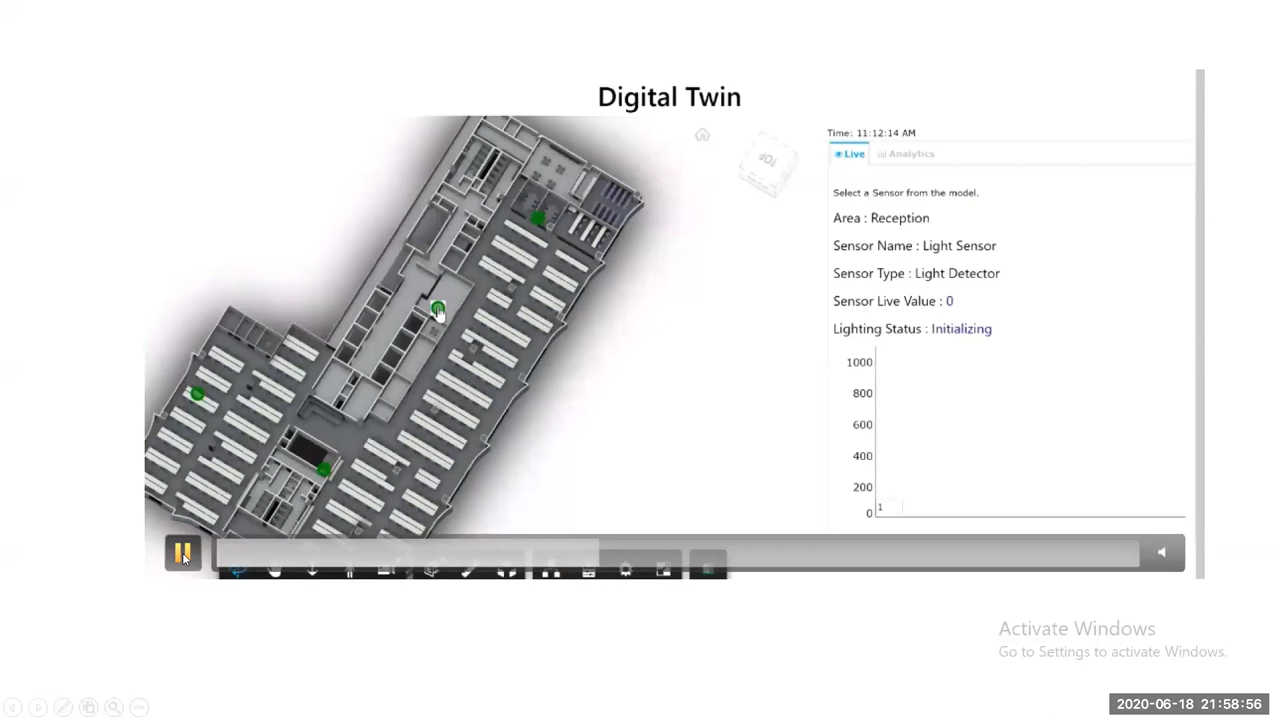 Digital Twin
Time: 11:12:14 AM
Live
Analytics
TOP
Select a Sensor from the model.
Area : Reception
Sensor Name : Light Sensor
Sensor Type : Light Detector
Sensor Live Value : 0
Lighting Status : Initializing
1000
800
600
400
200
0
1
Activate Windows
Go to Settings to activate Windows.
2020-06-18 21:58:56